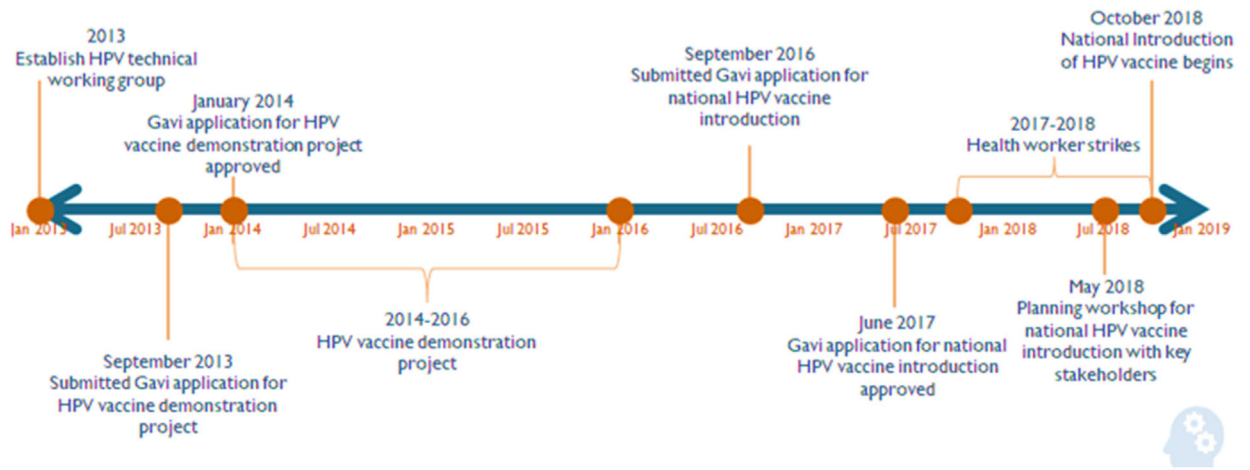 2013
Establish HPV technical
working group
January 2014
Gavi application for HPV
vaccine demonstration project
approved
September 2016
Submitted Gavi application for
national HPV vaccine
introduction
October 2018
National Introduction
of HPV vaccine begins
2017-2018
Health worker strikes
Jan 2013
Jul 2013
Jan 2014
Jul 2014
Jan 2015
Jul 2015
Jan 2016
Jul 2016
Jan 2017
Jul 2017
Jan 2018
Jul 2018
Jan 2019
September 2013
Submitted Gavi application for
HPV vaccine demonstration
project
2014-2016
HPV vaccine demonstration
project
June 2017
Gavi application for national
HPV vaccine introduction
approved
May 2018
Planning workshop for
national HPV vaccine
introduction with key
stakeholders